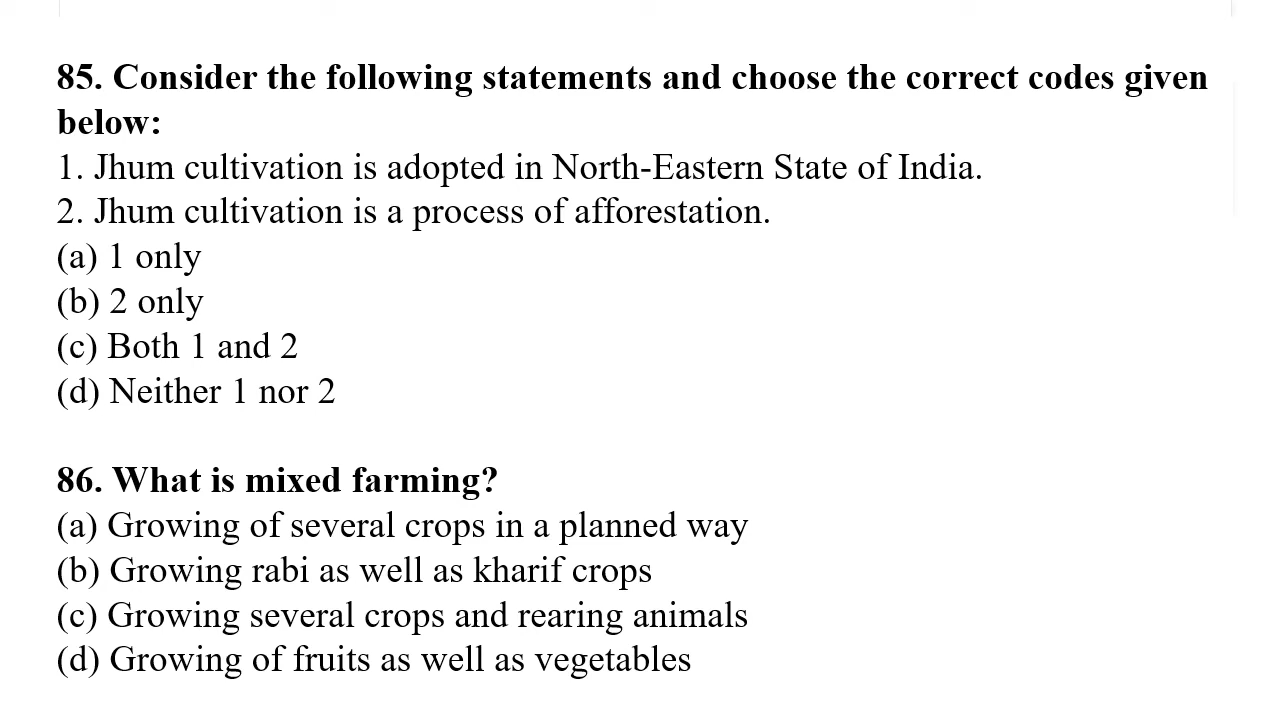 85. Consider the following statements and choose the correct codes given
below:
1. Jhum cultivation is adopted in North-Eastern State of India.
2. Jhum cultivation is a process of afforestation.
(a) 1 only
(b) 2 only
(c) Both 1 and 2
(d) Neither 1 nor 2
86. What is mixed farming?
(a) Growing of several crops in a planned way
(b) Growing rabi as well as kharif crops
(c) Growing several crops and rearing animals
(d) Growing of fruits as well as vegetables